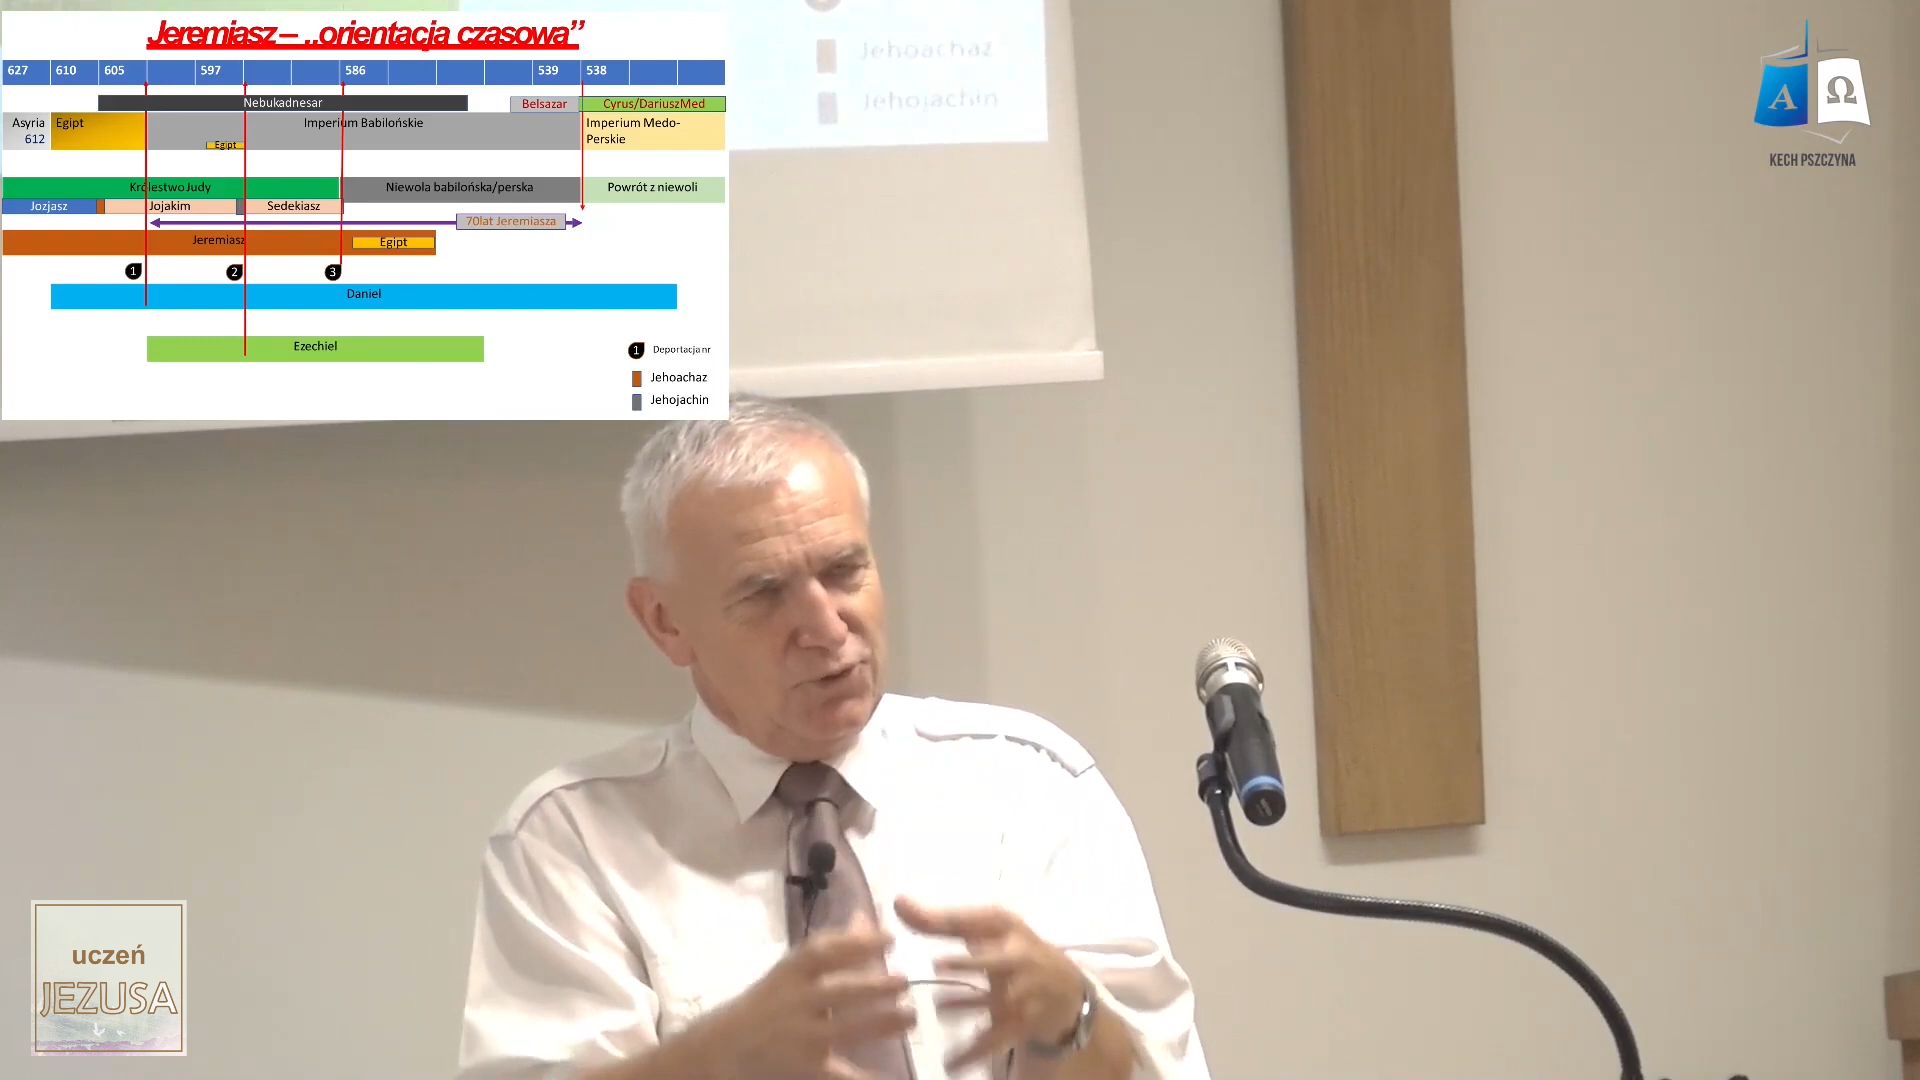 Jeremiasz – „orientacja czasowa”
627 610 605 597 586 539 538
Nebukadnesar Belsazar Cyrus/DariuszMed
Asyria Egipt Imperium Babilońskie Imperium Medo-
612 Egipt Perskie
Królestwo Judy Niewola babilońska/perska Powrót z niewoli
Jozjasz Jojakim Sedekiasz
70lat Jeremiasza
Jeremiasz Egipt
1 2 3
Daniel
Ezechiel
1 Deportacja nr
Jehoachaz
Jehojachin
Jehoachaz
Jehojachin
A Ω
KECH PSZCZYNA
uczeń
JEZUSA